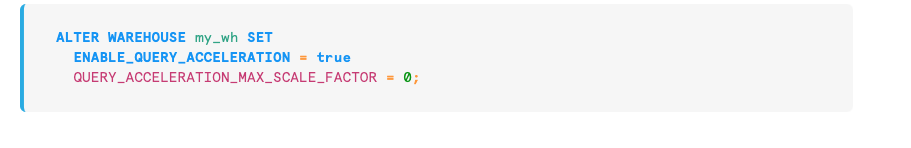 ALTER WAREHOUSE my_wh SET
ENABLE_QUERY_ACCELERATION = true
QUERY_ACCELERATION_MAX_SCALE_FACTOR = 0;